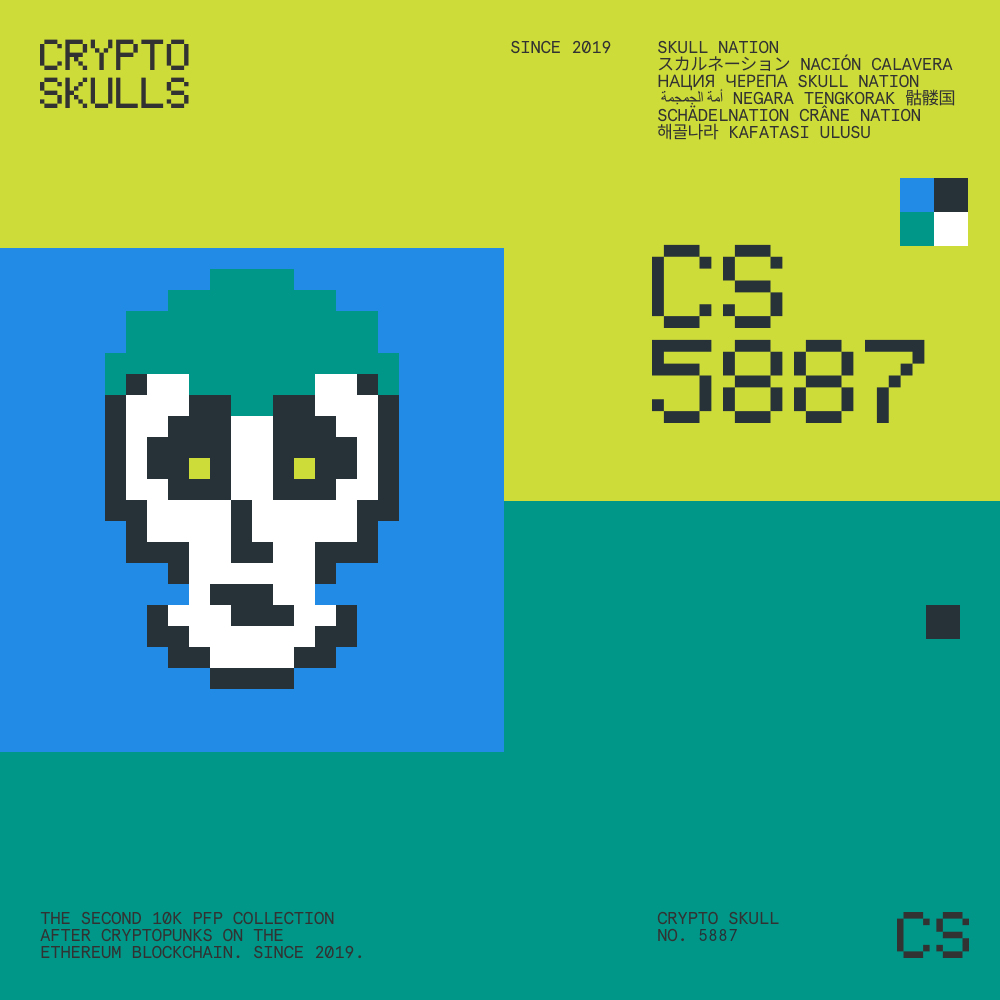 CRYPTO
SKULLS
SINCE 2019
SKULL NATION
スカルネーション NACIÓN CALAVERA
НАЦИЯ ЧЕРЕПА SKULL NATION
أمة الجمجمة NEGARA TENGKORAK 骷髅国
SCHÄDELNATION CRÂNE NATION
해골나라 KAFATASI ULUSU
CS
5887
THE SECOND 10K PFP COLLECTION
AFTER CRYPTOPUNKS ON THE
ETHEREUM BLOCKCHAIN. SINCE 2019.
CRYPTO SKULL
NO. 5887
CS